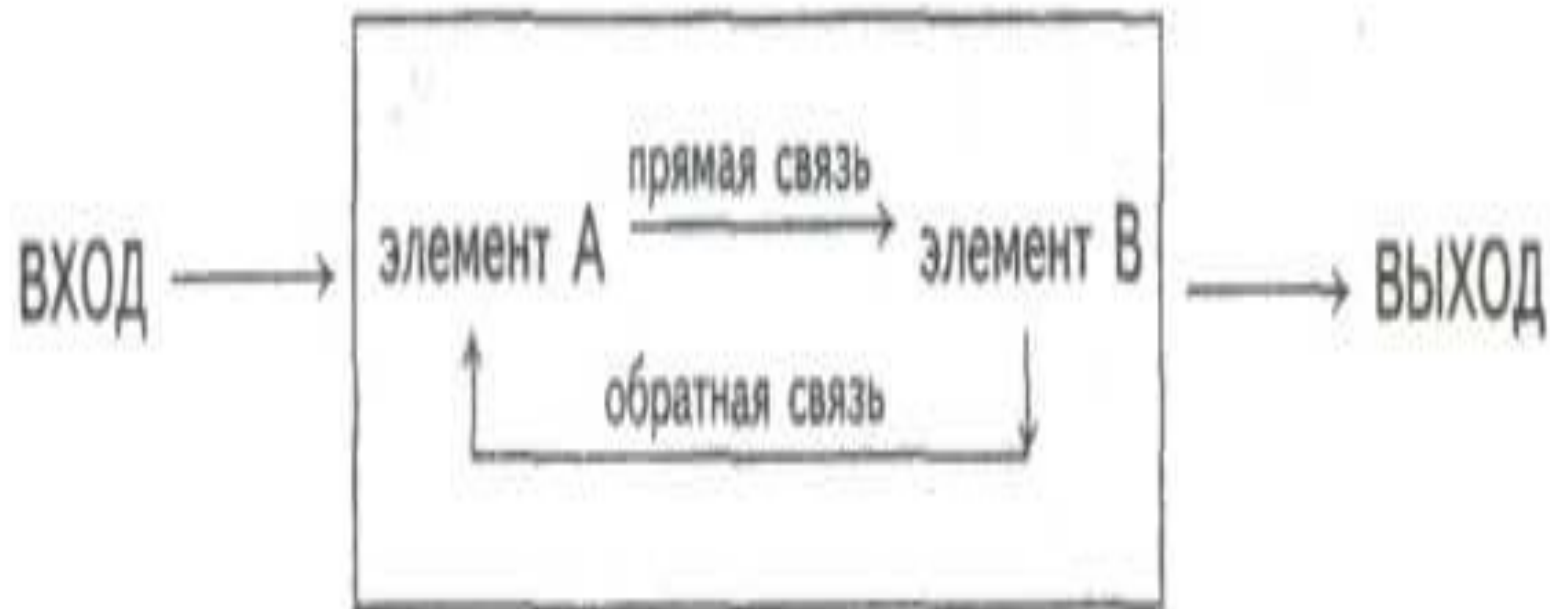 прямая связь
ВХОД
элемент А
элемент В
ВЫХОД
обратная связь